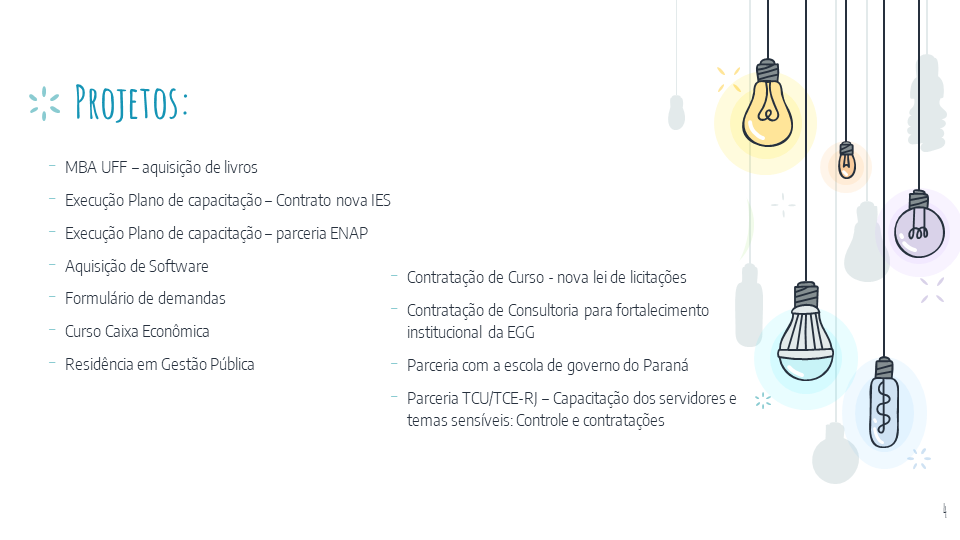 Projetos:
– MBA UFF – aquisição de livros
– Execução Plano de capacitação – Contrato nova IES
– Execução Plano de capacitação – parceria ENAP
– Aquisição de Software
– Formulário de demandas
– Curso Caixa Econômica
– Residência em Gestão Pública
– Contratação de Curso - nova lei de licitações
– Contratação de Consultoria para fortalecimento
institucional da EGG
– Parceria com a escola de governo do Paraná
– Parceria TCU/TCE-RJ – Capacitação dos servidores e
temas sensíveis: Controle e contratações
4